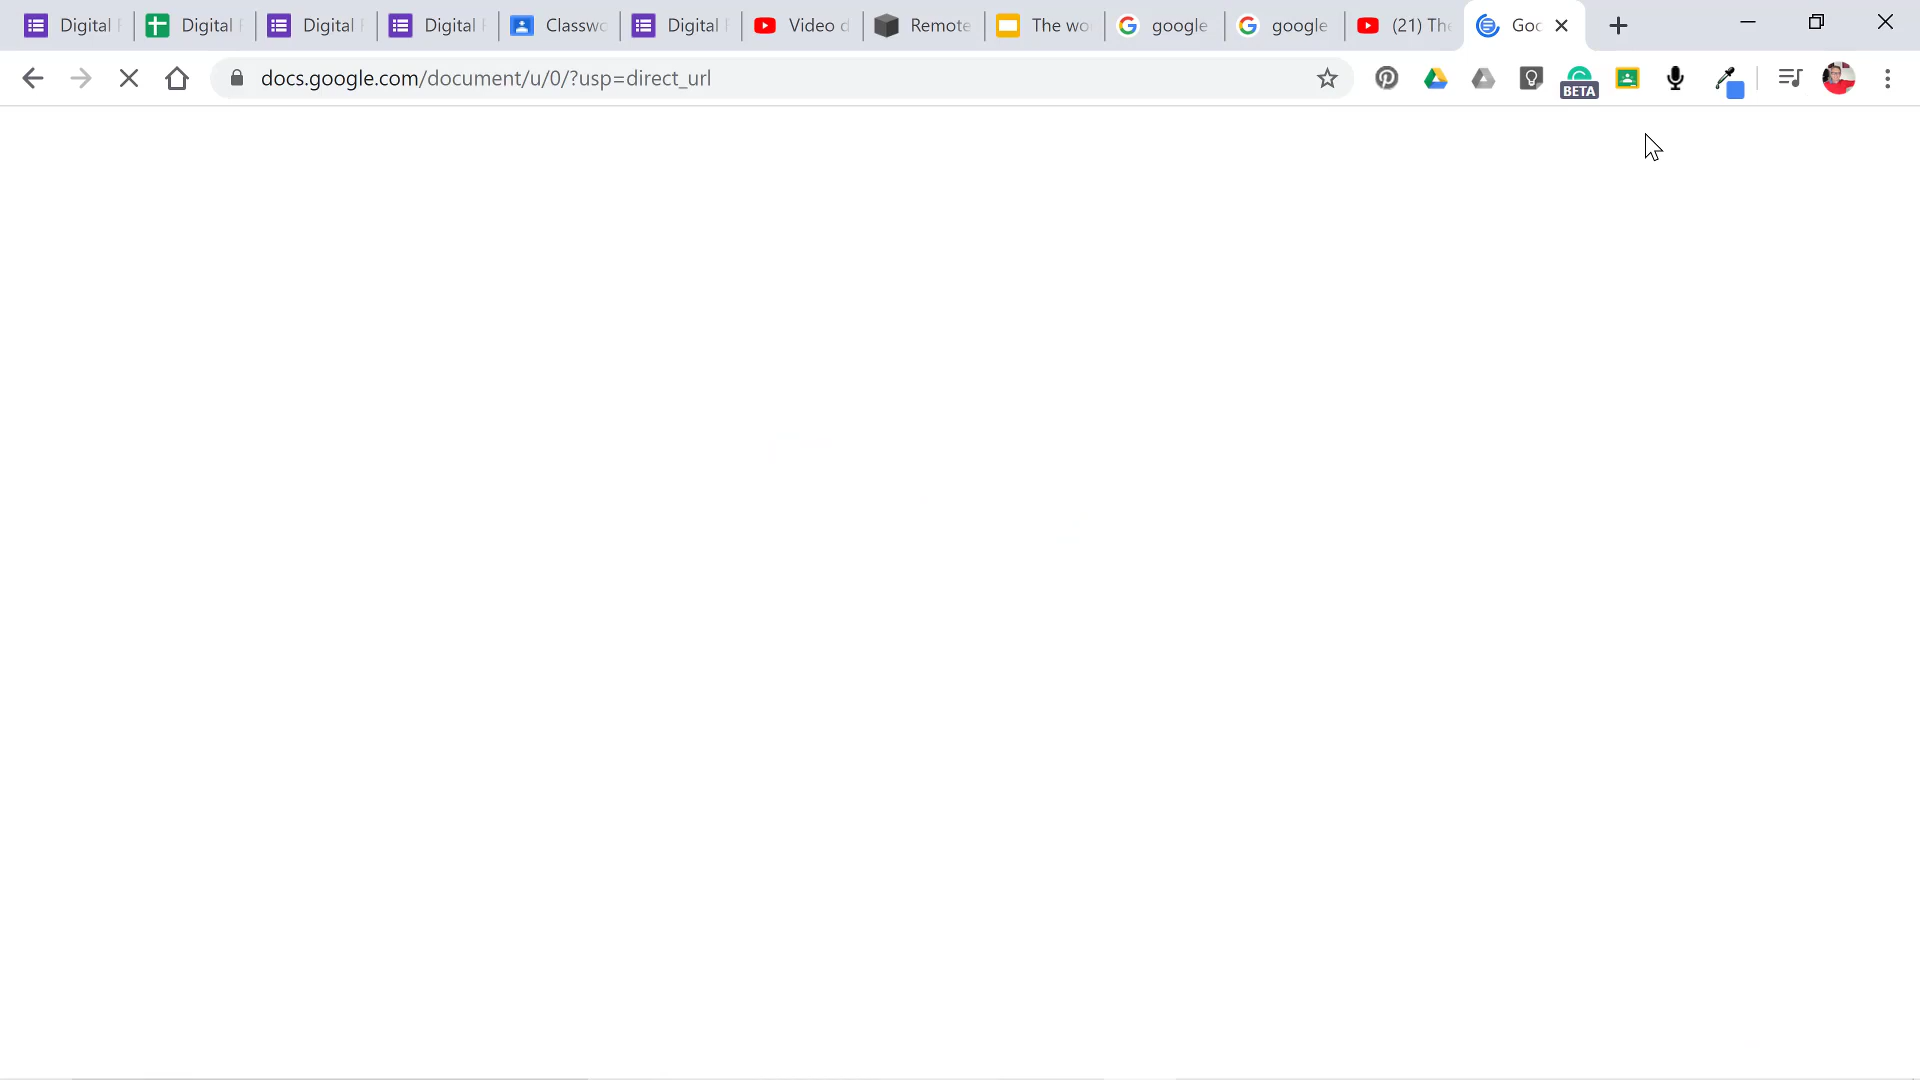 Digital Digital Digital Digital Classwo Digital Video d Remote The wo google google (21) The Goo
docs.google.com/document/u/0/?usp=direct_url
BETA